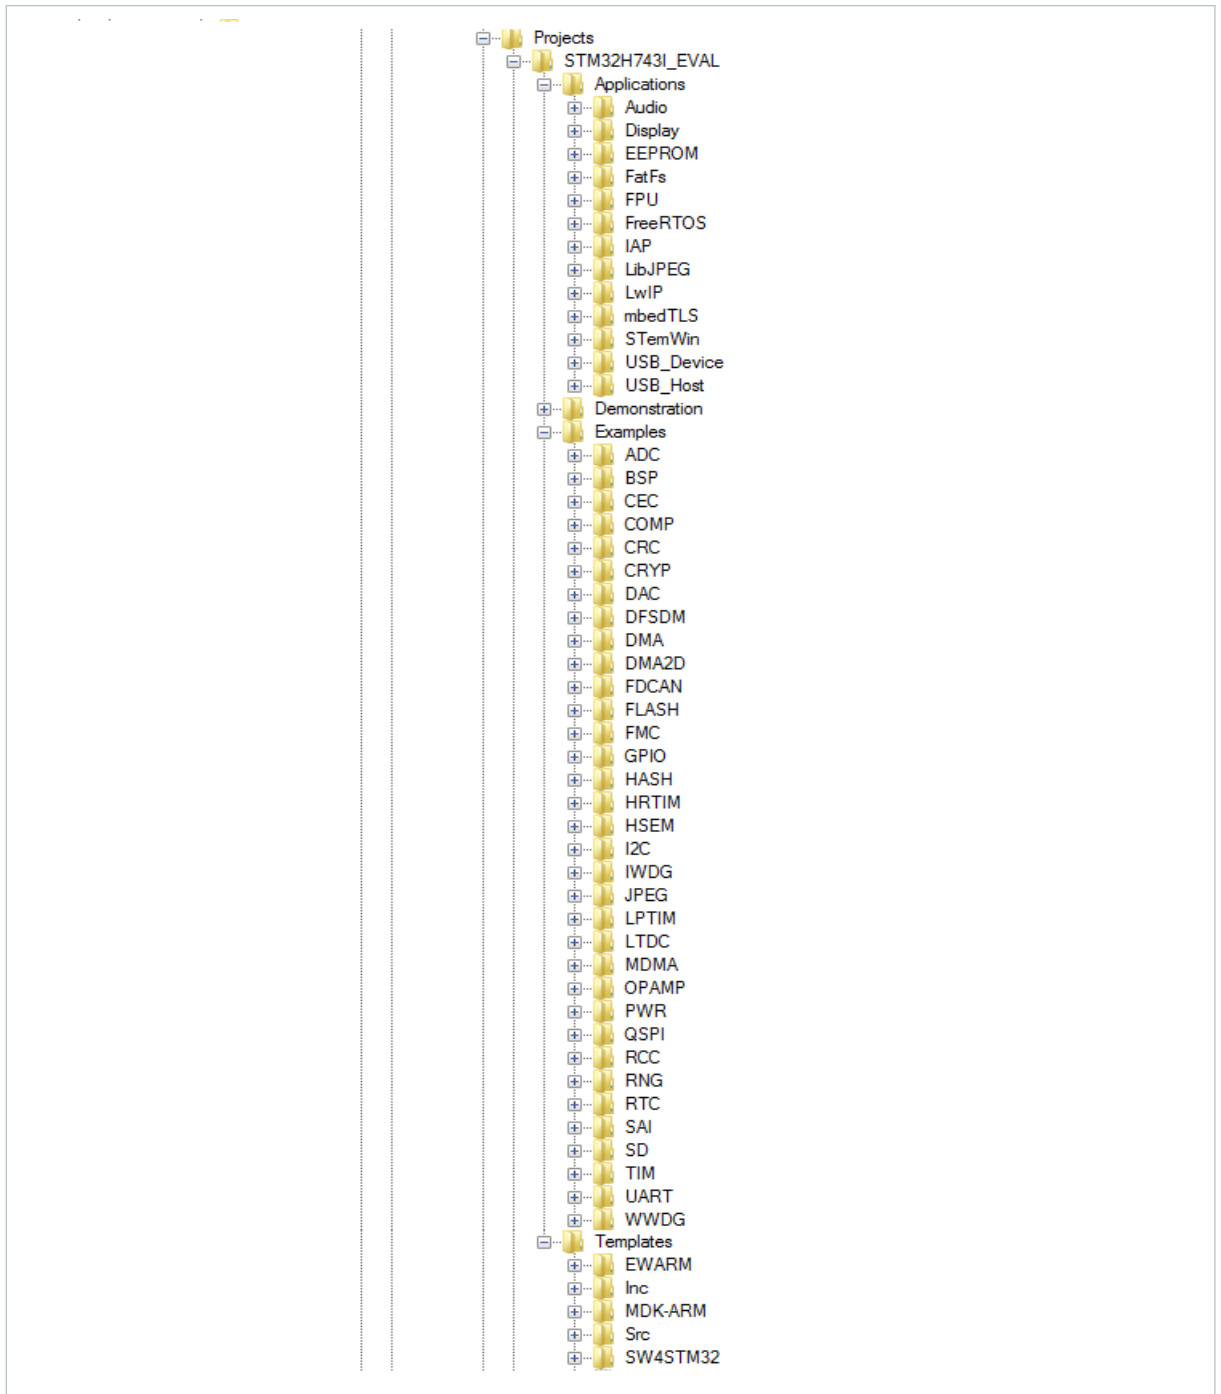 Projects
STM32H743I_EVAL
Applications
Audio
Display
EEPROM
FatFs
FPU
FreeRTOS
IAP
LibJPEG
LwIP
mbedTLS
STemWin
USB_Device
USB_Host
Demonstration
Examples
ADC
BSP
CEC
COMP
CRC
CRYP
DAC
DFSDM
DMA
DMA2D
FDCAN
FLASH
FMC
GPIO
HASH
HRTIM
HSEM
I2C
IWDG
JPEG
LPTIM
LTDC
MDMA
OPAMP
PWR
QSPI
RCC
RNG
RTC
SAI
SD
TIM
UART
WWDG
Templates
EWARM
Inc
MDK-ARM
Src
SW4STM32